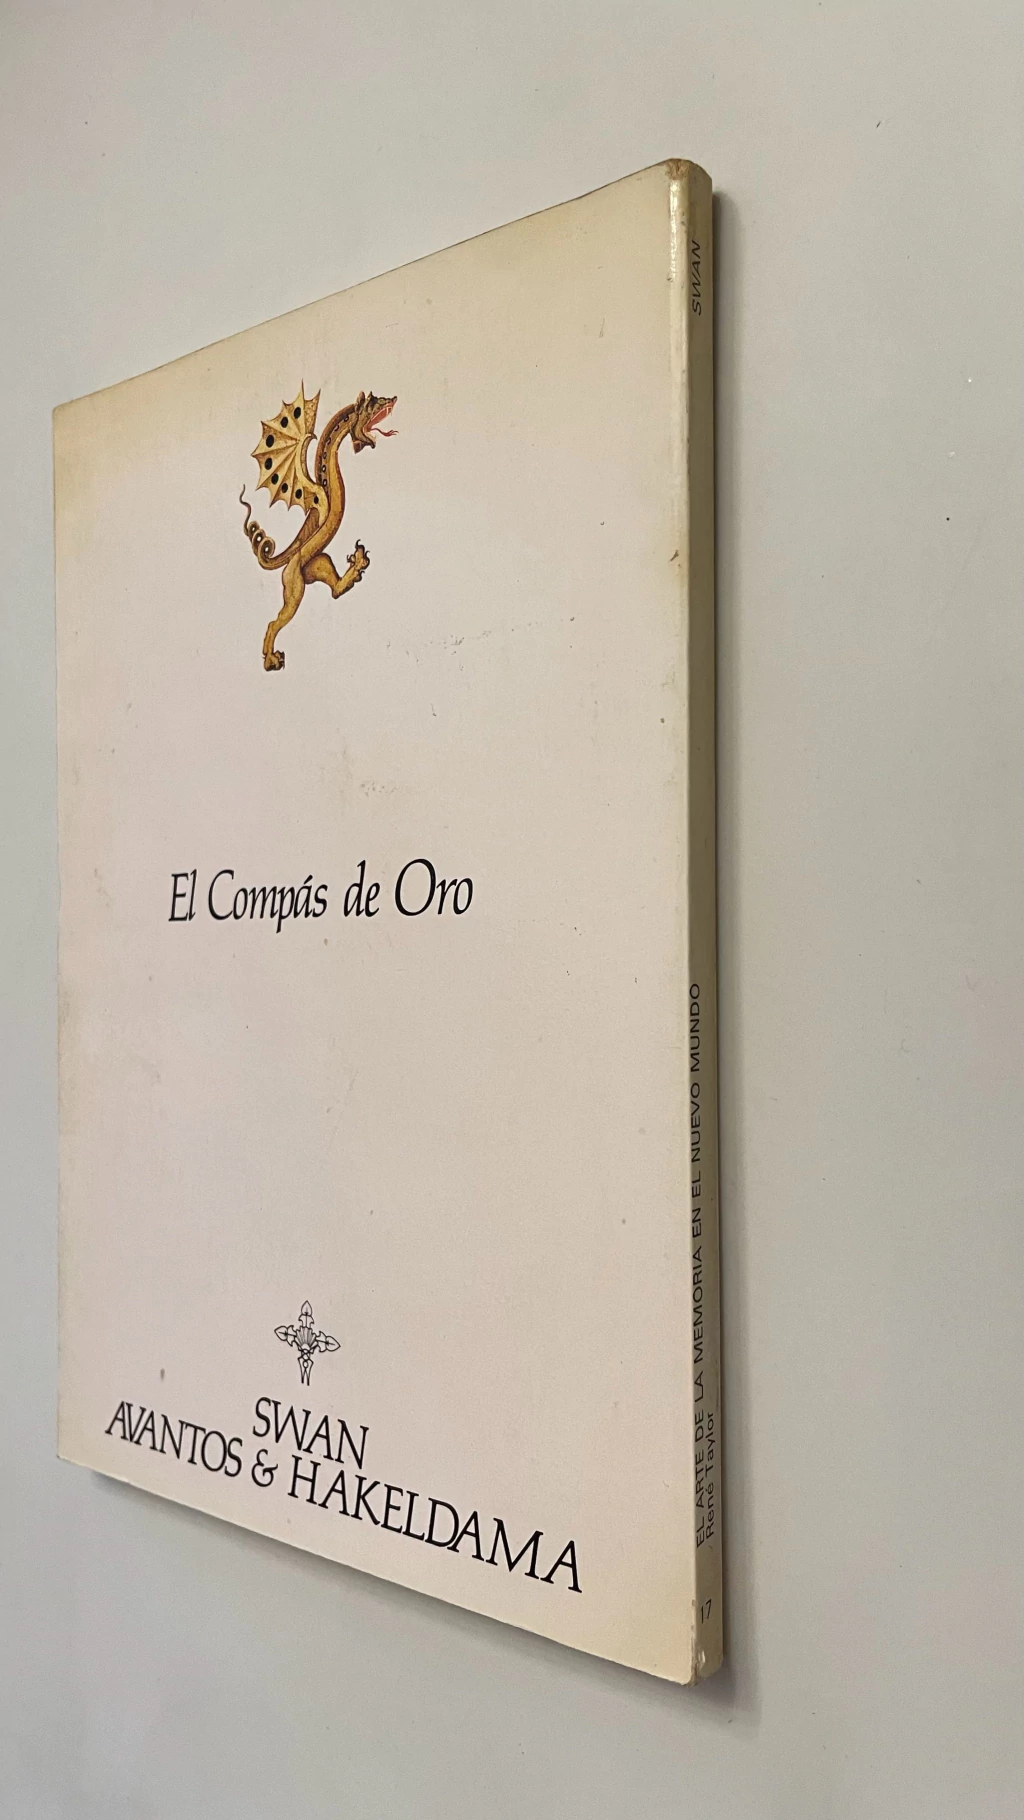 El Compás de Oro
SWAN
AVANTOS & HAKELDAMA
SWAN
EL ARTE DE LA MEMORIA EN EL NUEVO MUNDO
René Taylor
17